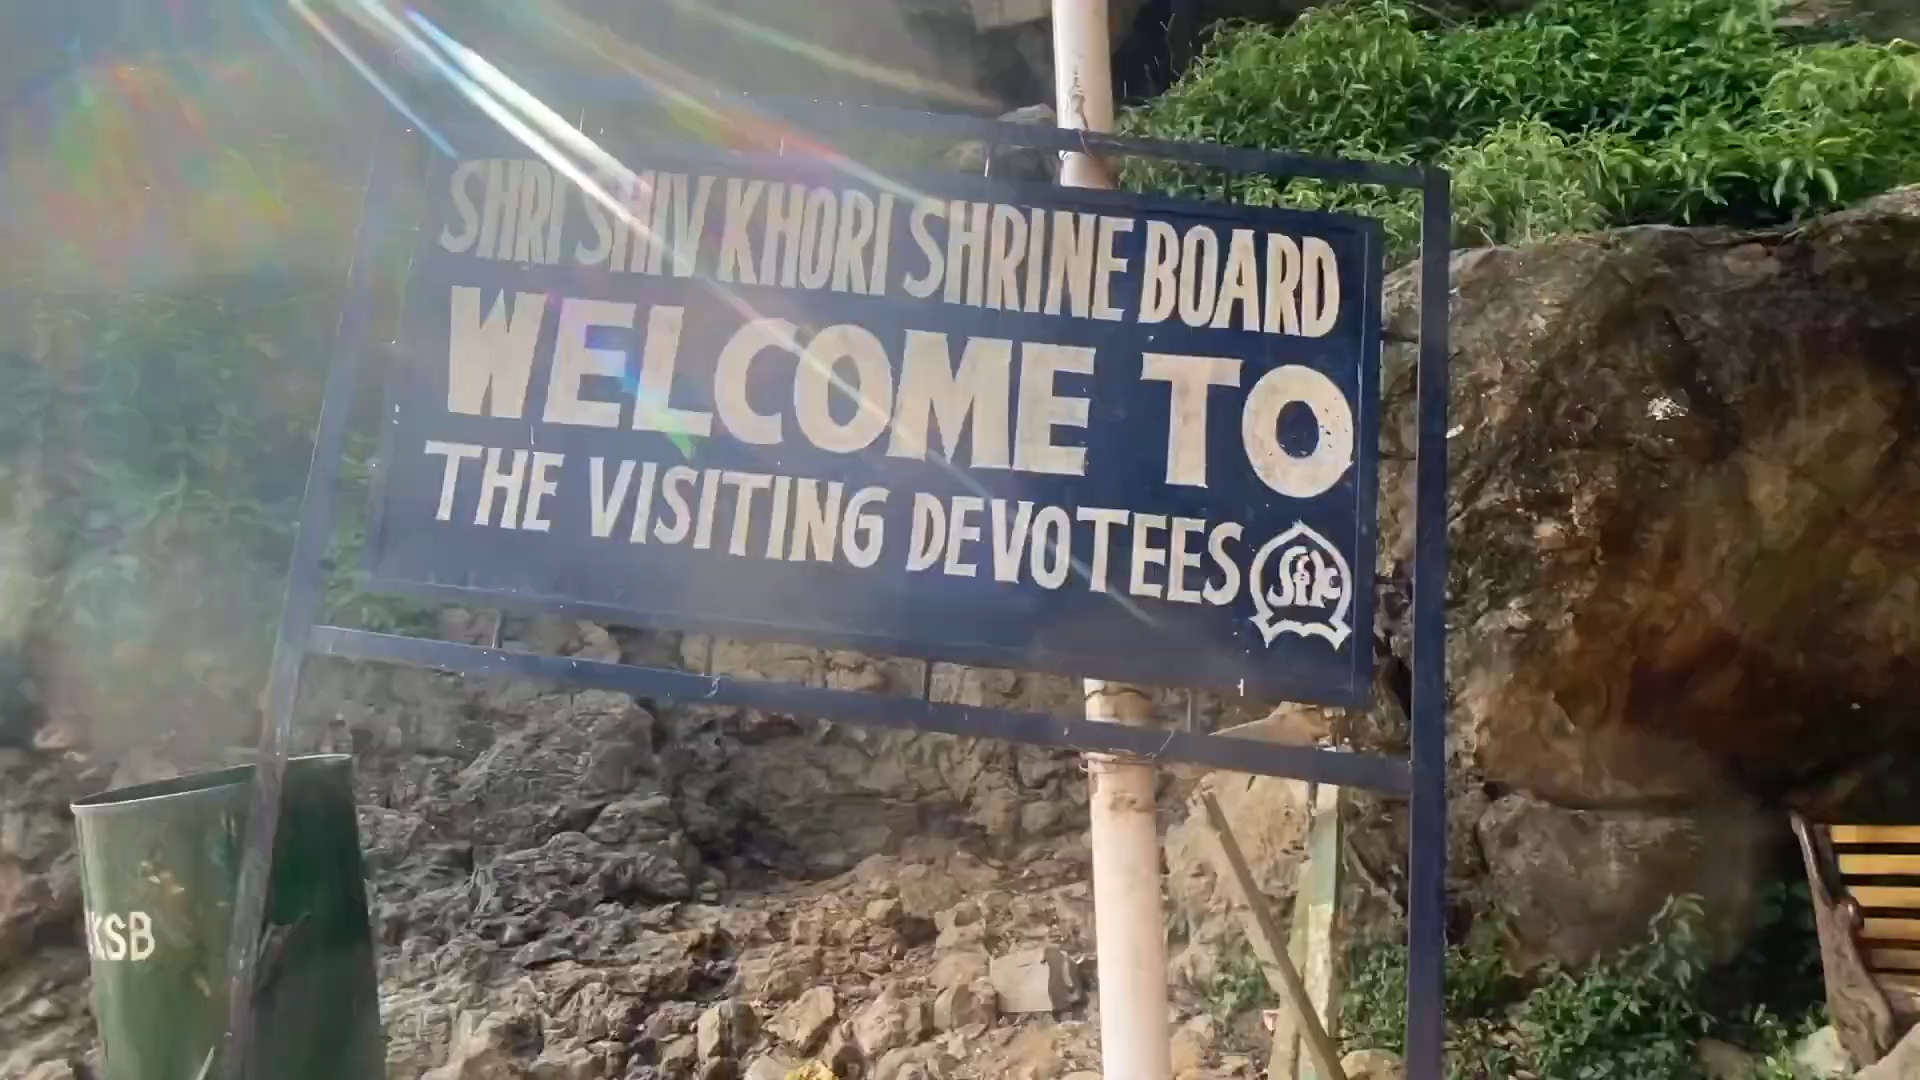 SHRI SHIV KHORI SHRINE BOARD
WELCOME TO
THE VISITING DEVOTEES
KSB